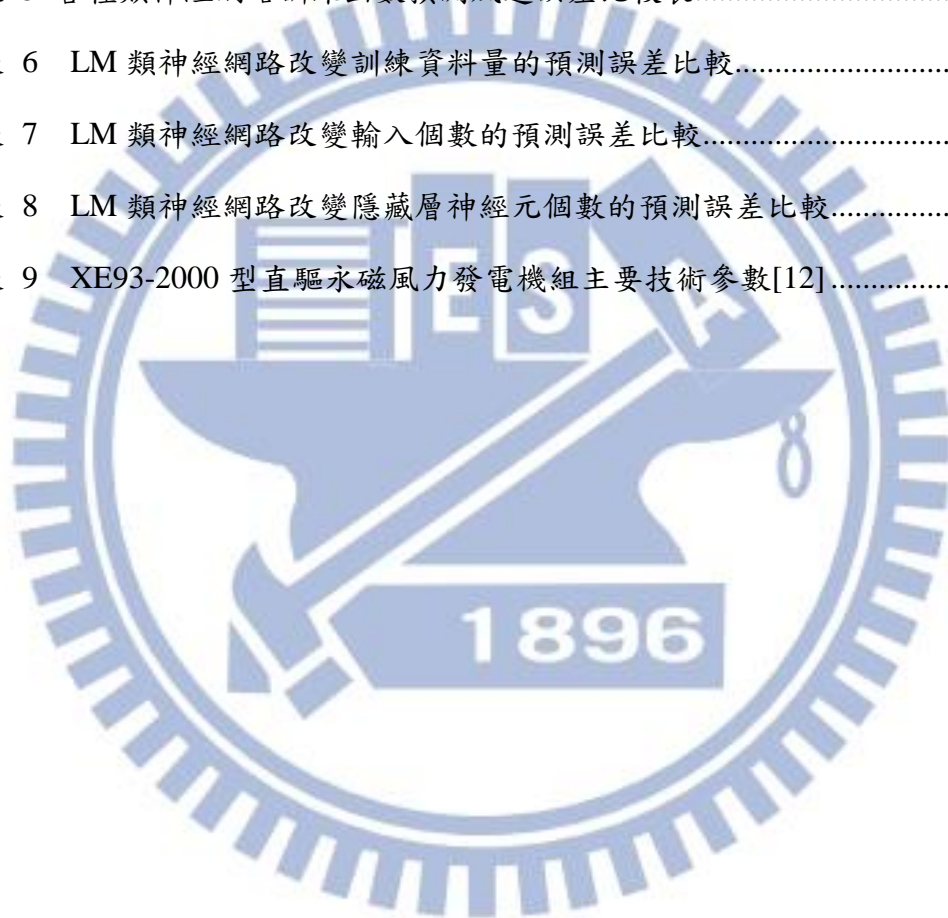 6 LM 類神經網路改變訓練資料量的預測誤差比較............................
7 LM 類神經網路改變輸入個數的預測誤差比較................................
8 LM 類神經網路改變隱藏層神經元個數的預測誤差比較................
9 XE93-2000 型直驅永磁風力發電機組主要技術參數[12]...............
E S A
8
1896